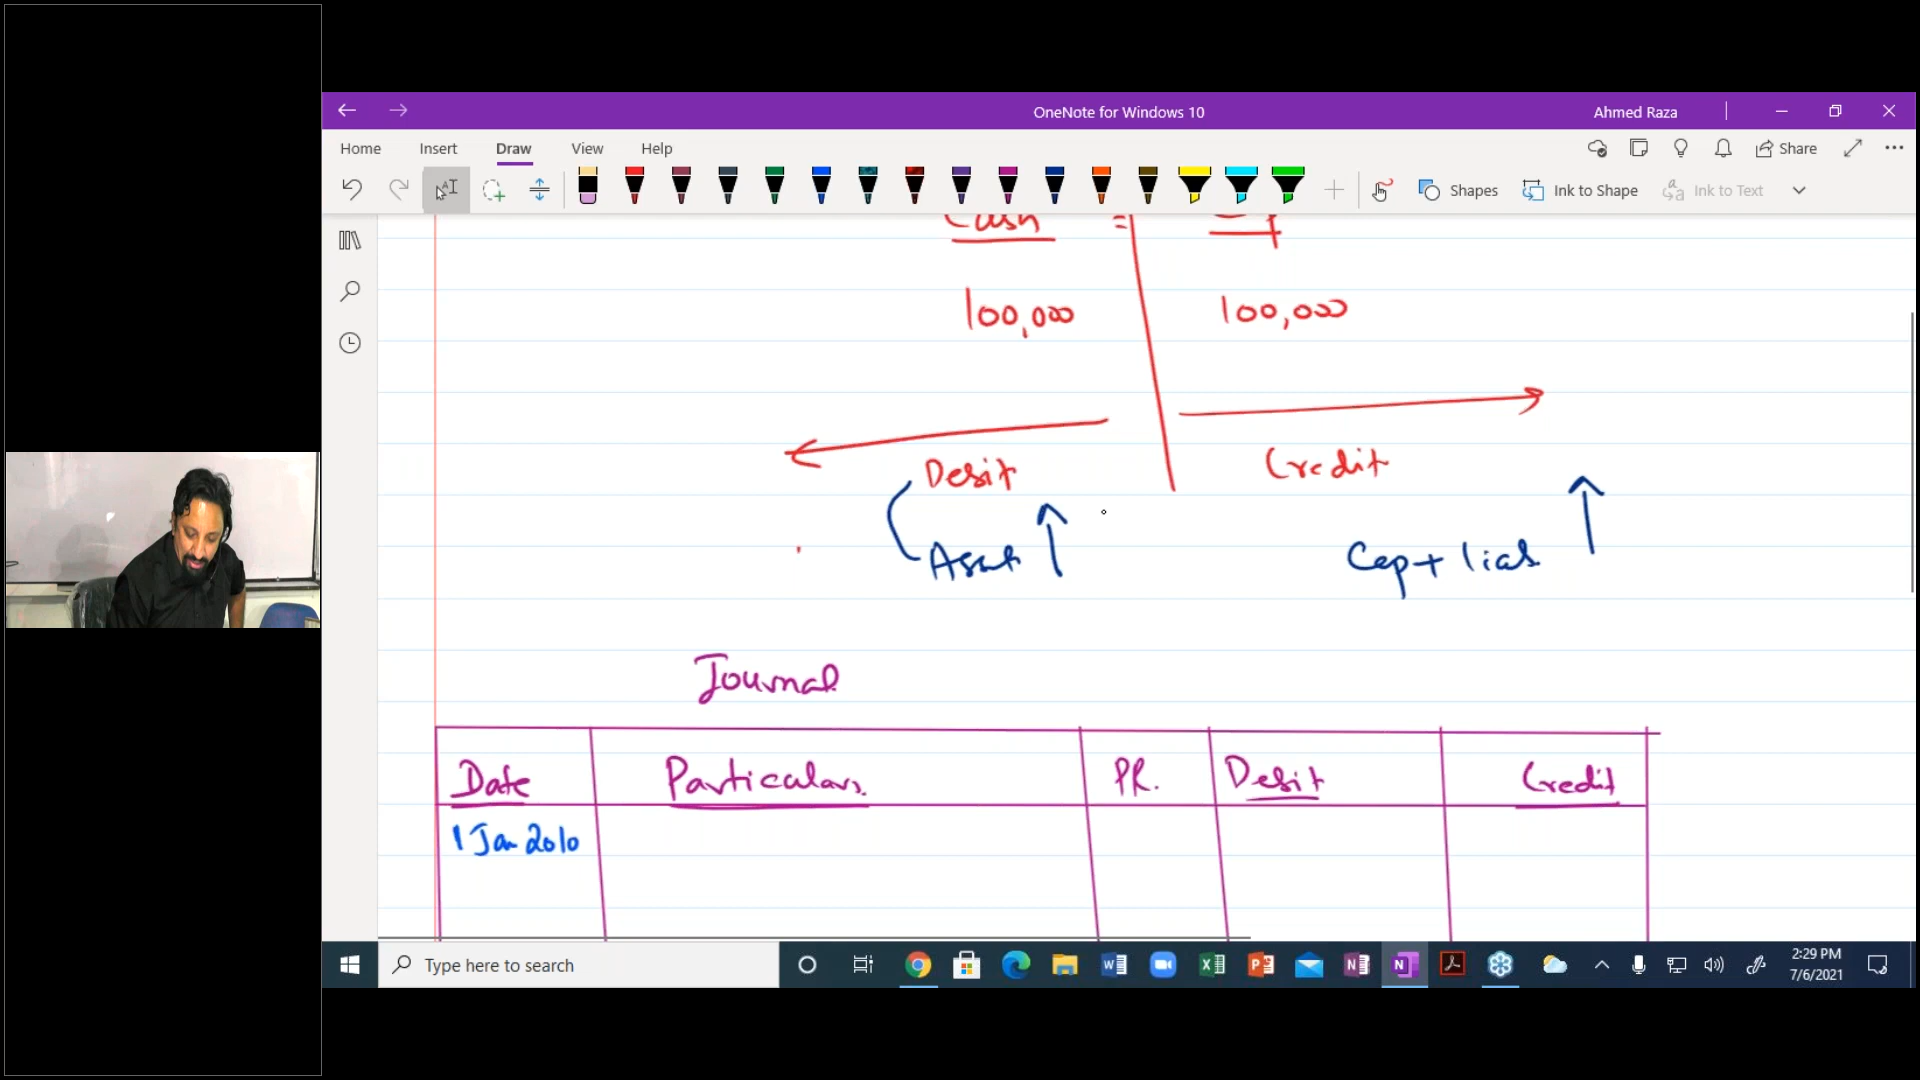 OneNote for Windows 10
Ahmed Raza
Home Insert Draw View Help
Share
Shapes Ink to Shape Ink to Text
Cash =
100,000 100,000
Debit Credit
Asset Cap + liab
Journal
Date Particulars. PR. Debit Credit
1 Jan 2010
Type here to search
2:29 PM
7/6/2021